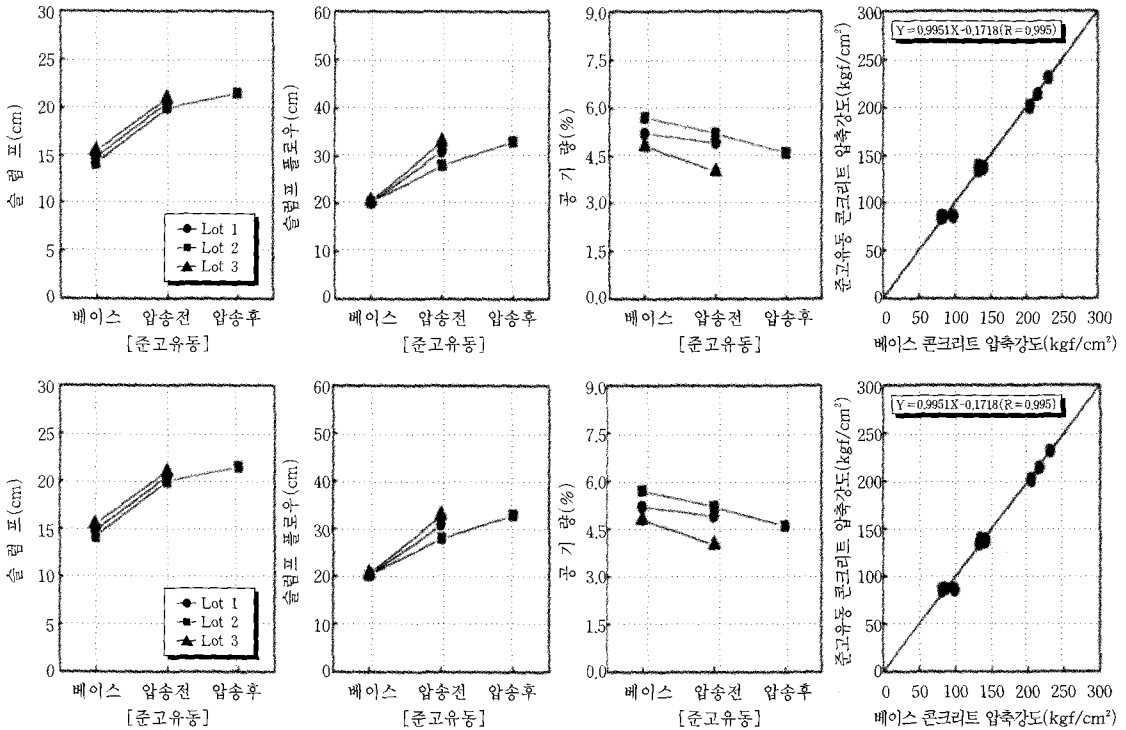 슬 럼 프(cm)
30
25
20
15
10
5
0
Lot 1
Lot 2
Lot 3
베이스 압송전 압송후
[준고유동]
슬럼프 플로우(cm)
60
50
40
30
20
10
0
베이스 압송전 압송후
[준고유동]
공 기 량(%)
9.0
7.5
6.0
4.5
3.0
1.5
0.0
베이스 압송전 압송후
[준고유동]
준고유동 콘크리트 압축강도(kgf/cm²)
300
250
200
150
100
50
0
Y=0.9951X-0.1718(R=0.995)
0 50 100 150 200 250 300
베이스 콘크리트 압축강도(kgf/cm²)
슬 럼 프(cm)
30
25
20
15
10
5
0
Lot 1
Lot 2
Lot 3
베이스 압송전 압송후
[준고유동]
슬럼프 플로우(cm)
60
50
40
30
20
10
0
베이스 압송전 압송후
[준고유동]
공 기 량(%)
9.0
7.5
6.0
4.5
3.0
1.5
0.0
베이스 압송전 압송후
[준고유동]
준고유동 콘크리트 압축강도(kgf/cm²)
300
250
200
150
100
50
0
Y=0.9951X-0.1718(R=0.995)
0 50 100 150 200 250 300
베이스 콘크리트 압축강도(kgf/cm²)